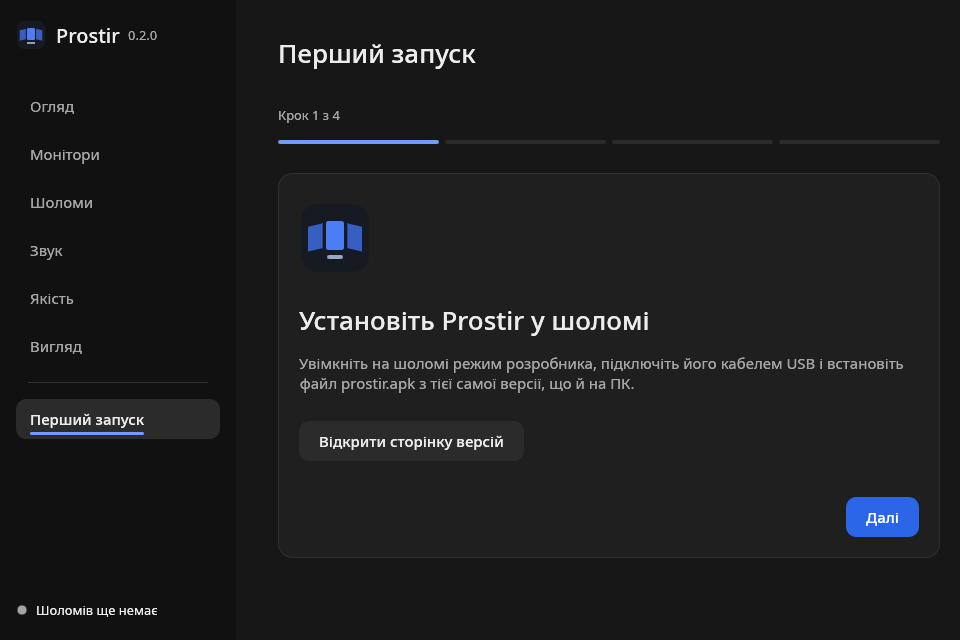 Prostir 0.2.0
Огляд
Монітори
Шоломи
Звук
Якість
Вигляд
Перший запуск
Шоломів ще немає
Перший запуск
Крок 1 з 4
Установіть Prostir у шоломі
Увімкніть на шоломі режим розробника, підключіть його кабелем USB і встановіть
файл prostir.apk з тієї самої версії, що й на ПК.
Відкрити сторінку версій
Далі